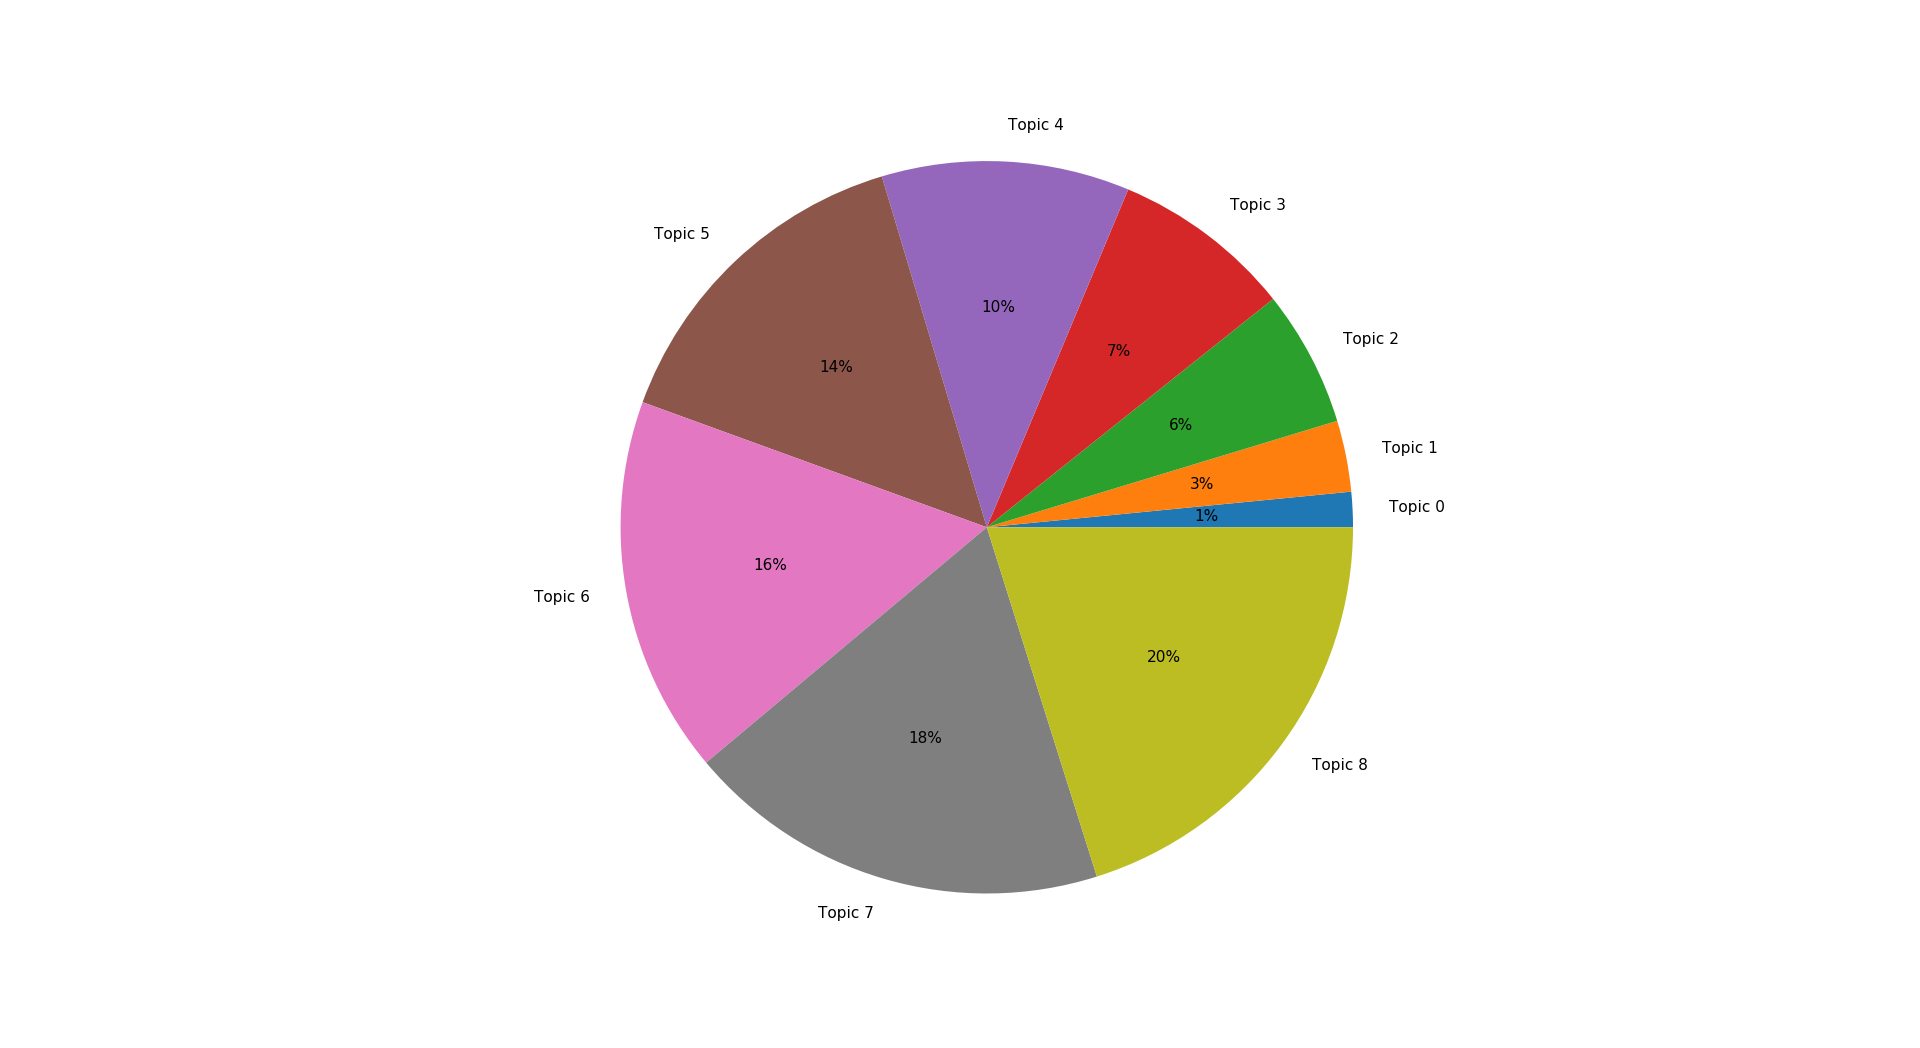 Topic 4
Topic 3
Topic 5
10%
Topic 2
7%
14%
6%
Topic 1
3%
Topic 0
1%
16%
Topic 6
20%
18%
Topic 8
Topic 7